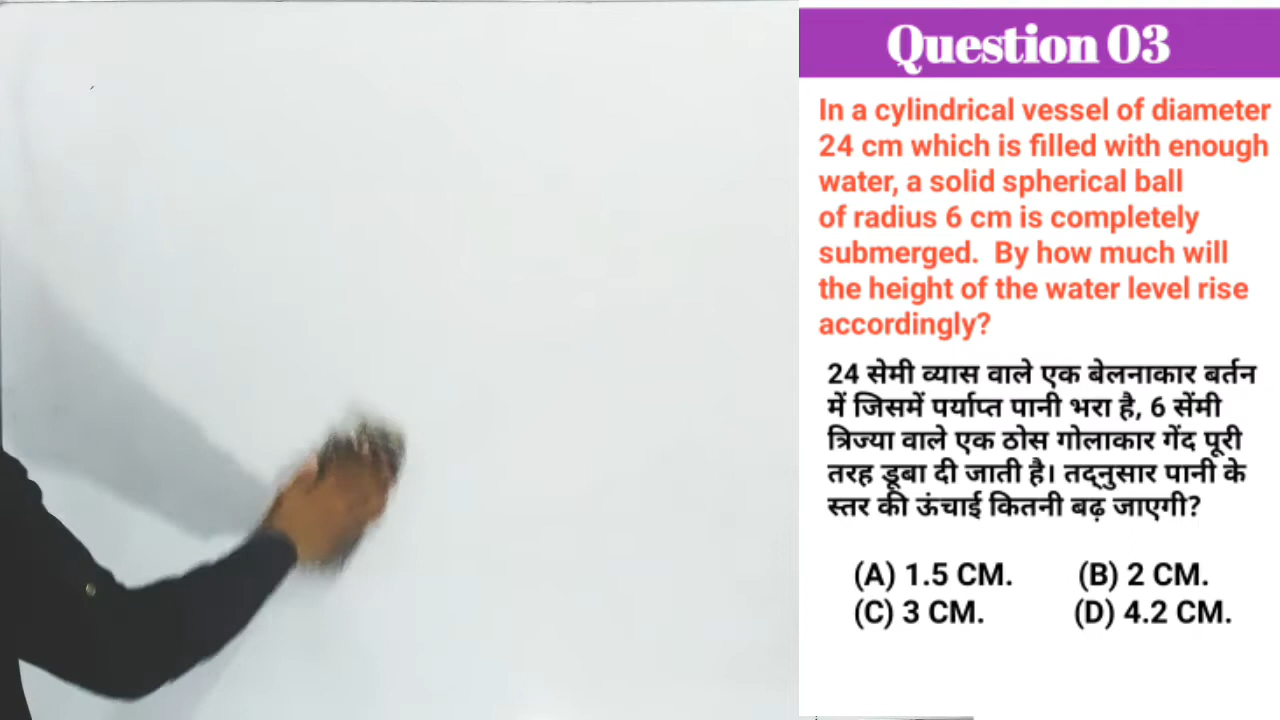 Question 03
In a cylindrical vessel of diameter
24 cm which is filled with enough
water, a solid spherical ball
of radius 6 cm is completely
submerged. By how much will
the height of the water level rise
accordingly?
24 सेमी व्यास वाले एक बेलनाकार बर्तन
में जिसमें पर्याप्त पानी भरा है, 6 सेंमी
त्रिज्या वाले एक ठोस गोलाकार गेंद पूरी
तरह डूबा दी जाती है। तद्नुसार पानी के
स्तर की ऊंचाई कितनी बढ़ जाएगी?
(A) 1.5 CM. (B) 2 CM.
(C) 3 CM. (D) 4.2 CM.